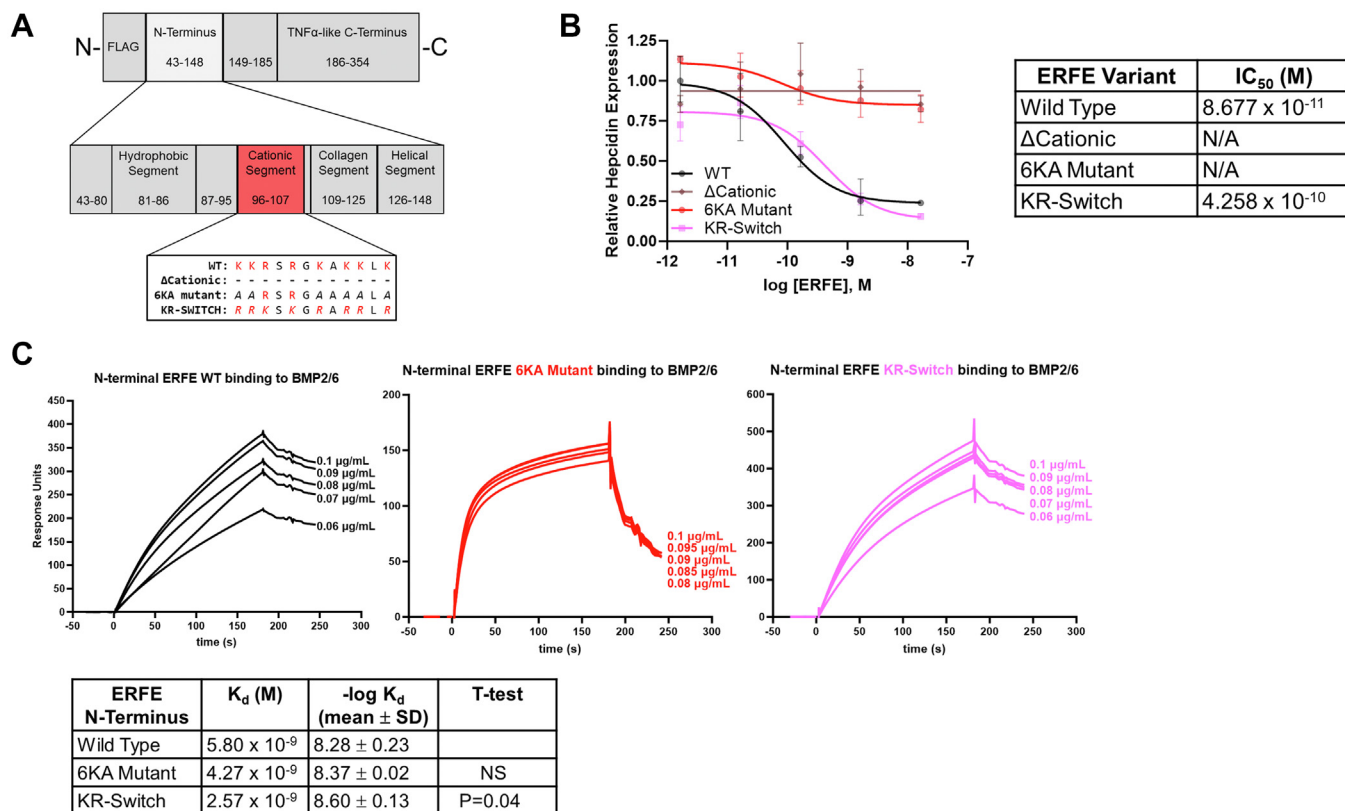 A
N-
FLAG
N-Terminus
43-148
149-185
TNFα-like C-Terminus
186-354
-C
43-80
Hydrophobic
Segment
81-86
87-95
Cationic
Segment
96-107
Collagen
Segment
109-125
Helical
Segment
126-148
WT: K K R S R G K A K K L K
ΔCationic: - - - - - - - - - - - -
6KA mutant: A A R S R G A A A A L A
KR-SWITCH: R R K S K G R A R R L R
B
Relative Hepcidin Expression
1.25
1.00
0.75
0.50
0.25
0.00
WT
ΔCationic
6KA Mutant
KR-Switch
-12 -11 -10 -9 -8 -7
log [ERFE], M
ERFE Variant IC50 (M)
Wild Type 8.677 x 10-11
ΔCationic N/A
6KA Mutant N/A
KR-Switch 4.258 x 10-10
C
N-terminal ERFE WT binding to BMP2/6
Response Units
450
400
350
300
250
200
150
100
50
0
0.1 µg/mL
0.09 µg/mL
0.08 µg/mL
0.07 µg/mL
0.06 µg/mL
-50 0 50 100 150 200 250 300
time (s)
N-terminal ERFE 6KA Mutant binding to BMP2/6
200
150
100
50
0
0.1 µg/mL
0.095 µg/mL
0.09 µg/mL
0.085 µg/mL
0.08 µg/mL
-50 0 50 100 150 200 250 300
time (s)
N-terminal ERFE KR-Switch binding to BMP2/6
600
500
400
300
200
100
0
0.1 µg/mL
0.09 µg/mL
0.08 µg/mL
0.07 µg/mL
0.06 µg/mL
-50 0 50 100 150 200 250 300
time (s)
ERFE
N-Terminus
Kd (M)
-log Kd
(mean ± SD)
T-test
Wild Type 5.80 x 10-9 8.28 ± 0.23
6KA Mutant 4.27 x 10-9 8.37 ± 0.02 NS
KR-Switch 2.57 x 10-9 8.60 ± 0.13 P=0.04